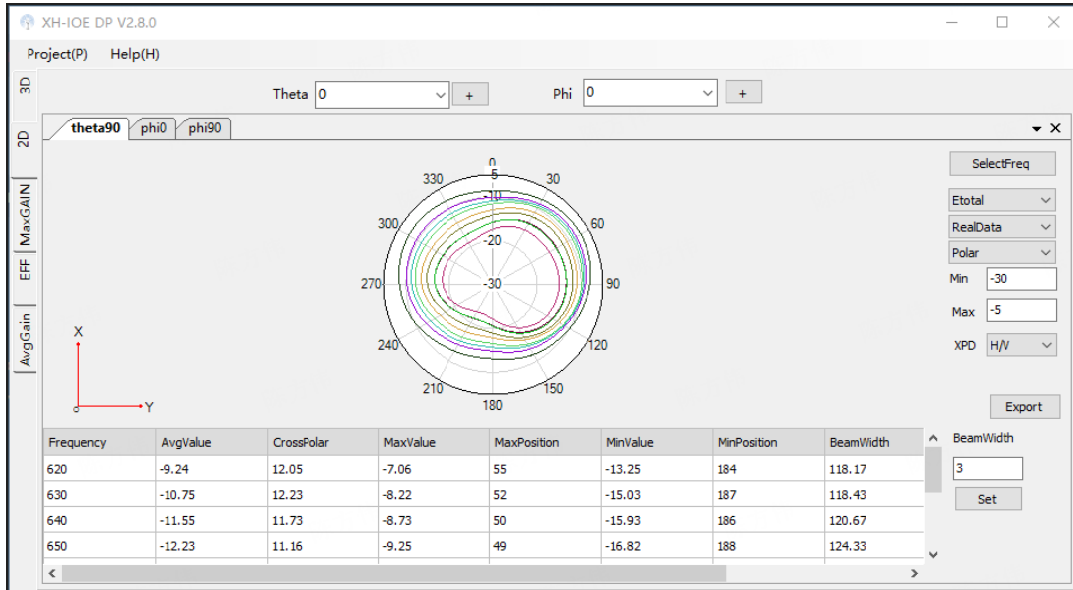 XH-IOE DP V2.8.0
Project(P) Help(H)
3D
2D
MaxGAIN
EFF
AvgGain
Theta 0 + Phi 0 +
theta90 phi0 phi90
SelectFreq
Etotal
RealData
Polar
Min -30
Max -5
XPD H/V
Export
BeamWidth
3
Set
0
-5
-10
-20
-30
30
60
90
120
150
180
210
240
270
300
330
X
o
Y
Frequency AvgValue CrossPolar MaxValue MaxPosition MinValue MinPosition BeamWidth
620 -9.24 12.05 -7.06 55 -13.25 184 118.17
630 -10.75 12.23 -8.22 52 -15.03 187 118.43
640 -11.55 11.73 -8.73 50 -15.93 186 120.67
650 -12.23 11.16 -9.25 49 -16.82 188 124.33